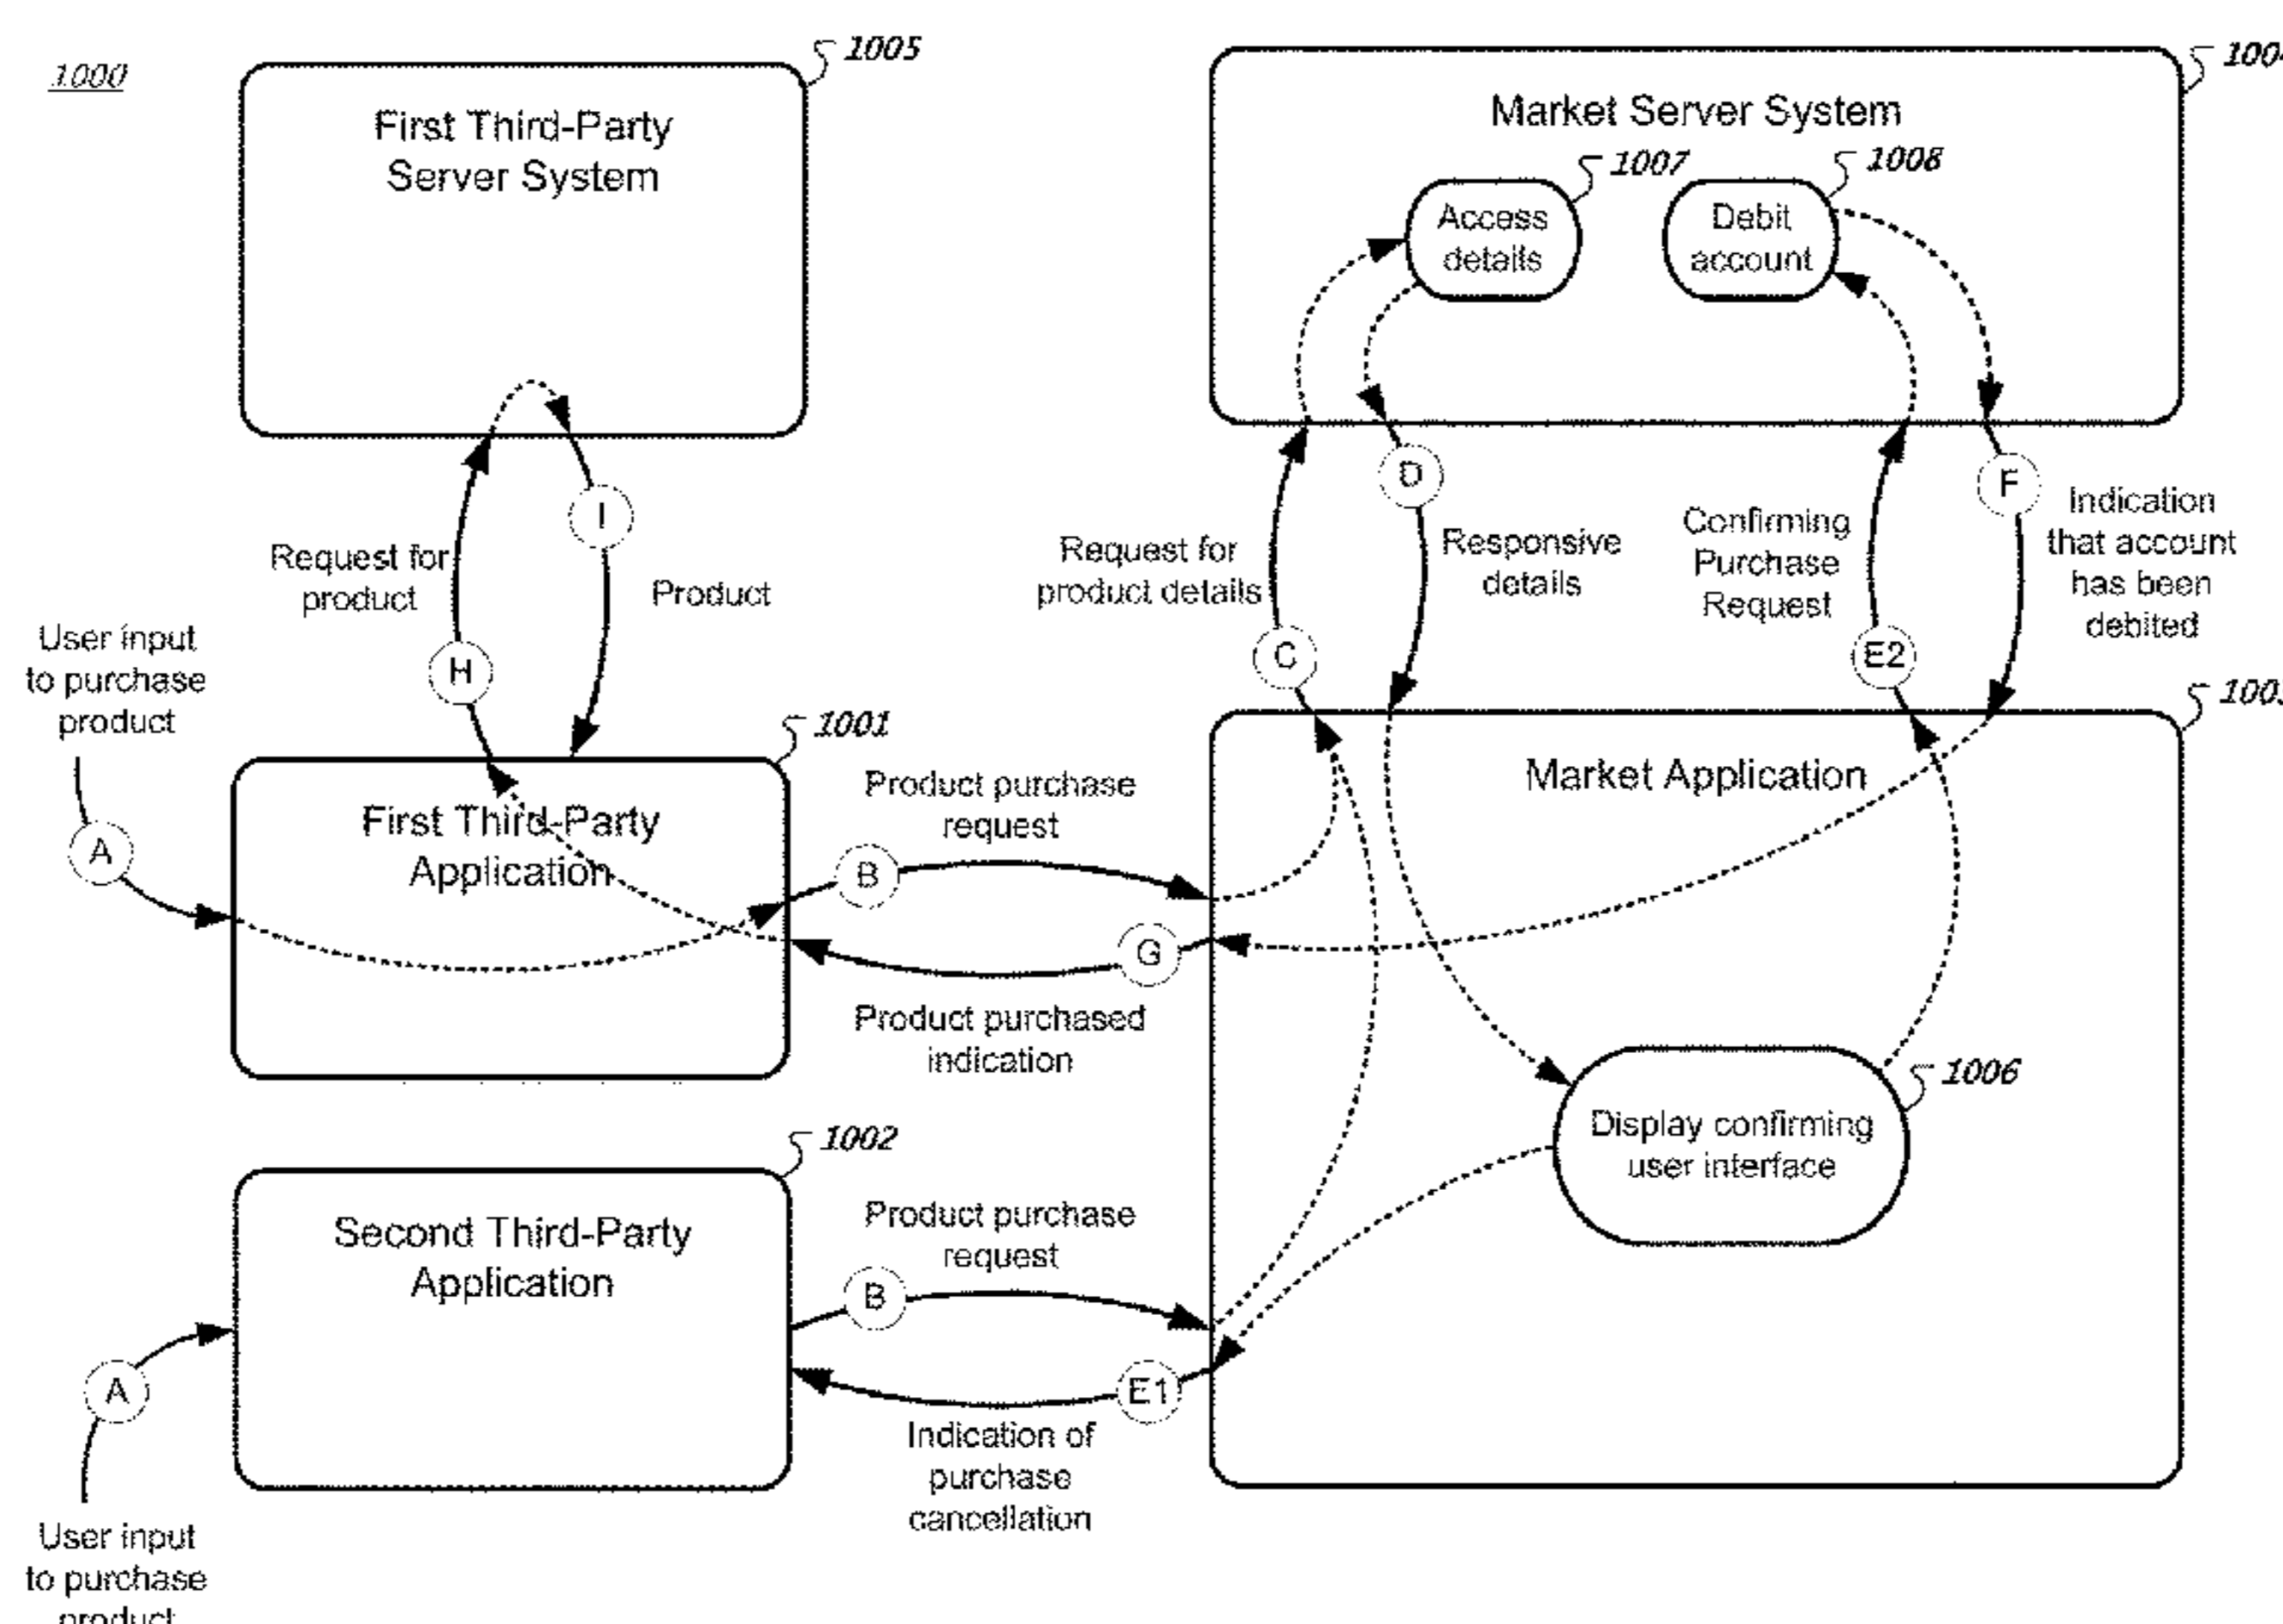 1000
1005
First Third-Party
Server System
Market Server System
1007
1008
Access
details
Debit
account
H
I
Request for
product
Product
C
D
E2
F
Request for
product details
Responsive
details
Confirming
Purchase
Request
Indication
that account
has been
debited
User input
to purchase
product
A
1001
First Third-Party
Application
B
Product purchase
request
G
Product purchased
indication
Market Application
1006
Display confirming
user interface
1002
Second Third-Party
Application
B
Product purchase
request
E1
Indication of
purchase
cancellation
A
User input
to purchase
product